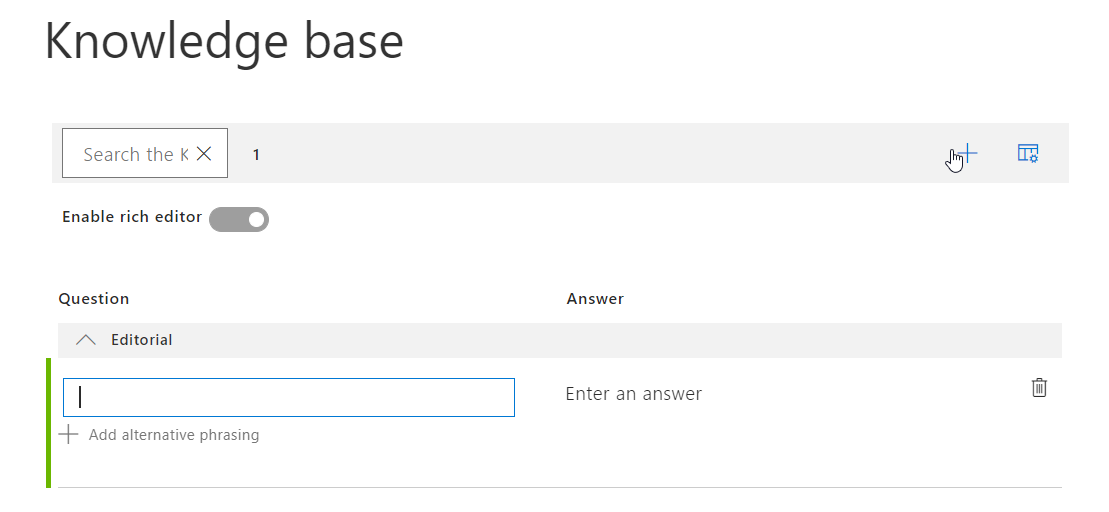 Knowledge base
Search the K
1
Enable rich editor
Question Answer
Editorial
Enter an answer
Add alternative phrasing